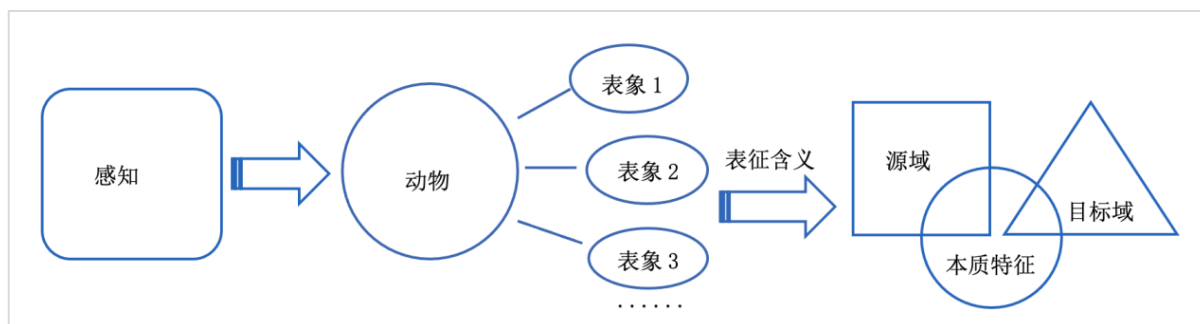 感知
动物
表象 1
表象 2
表象 3
······
表征含义
源域
目标域
本质特征